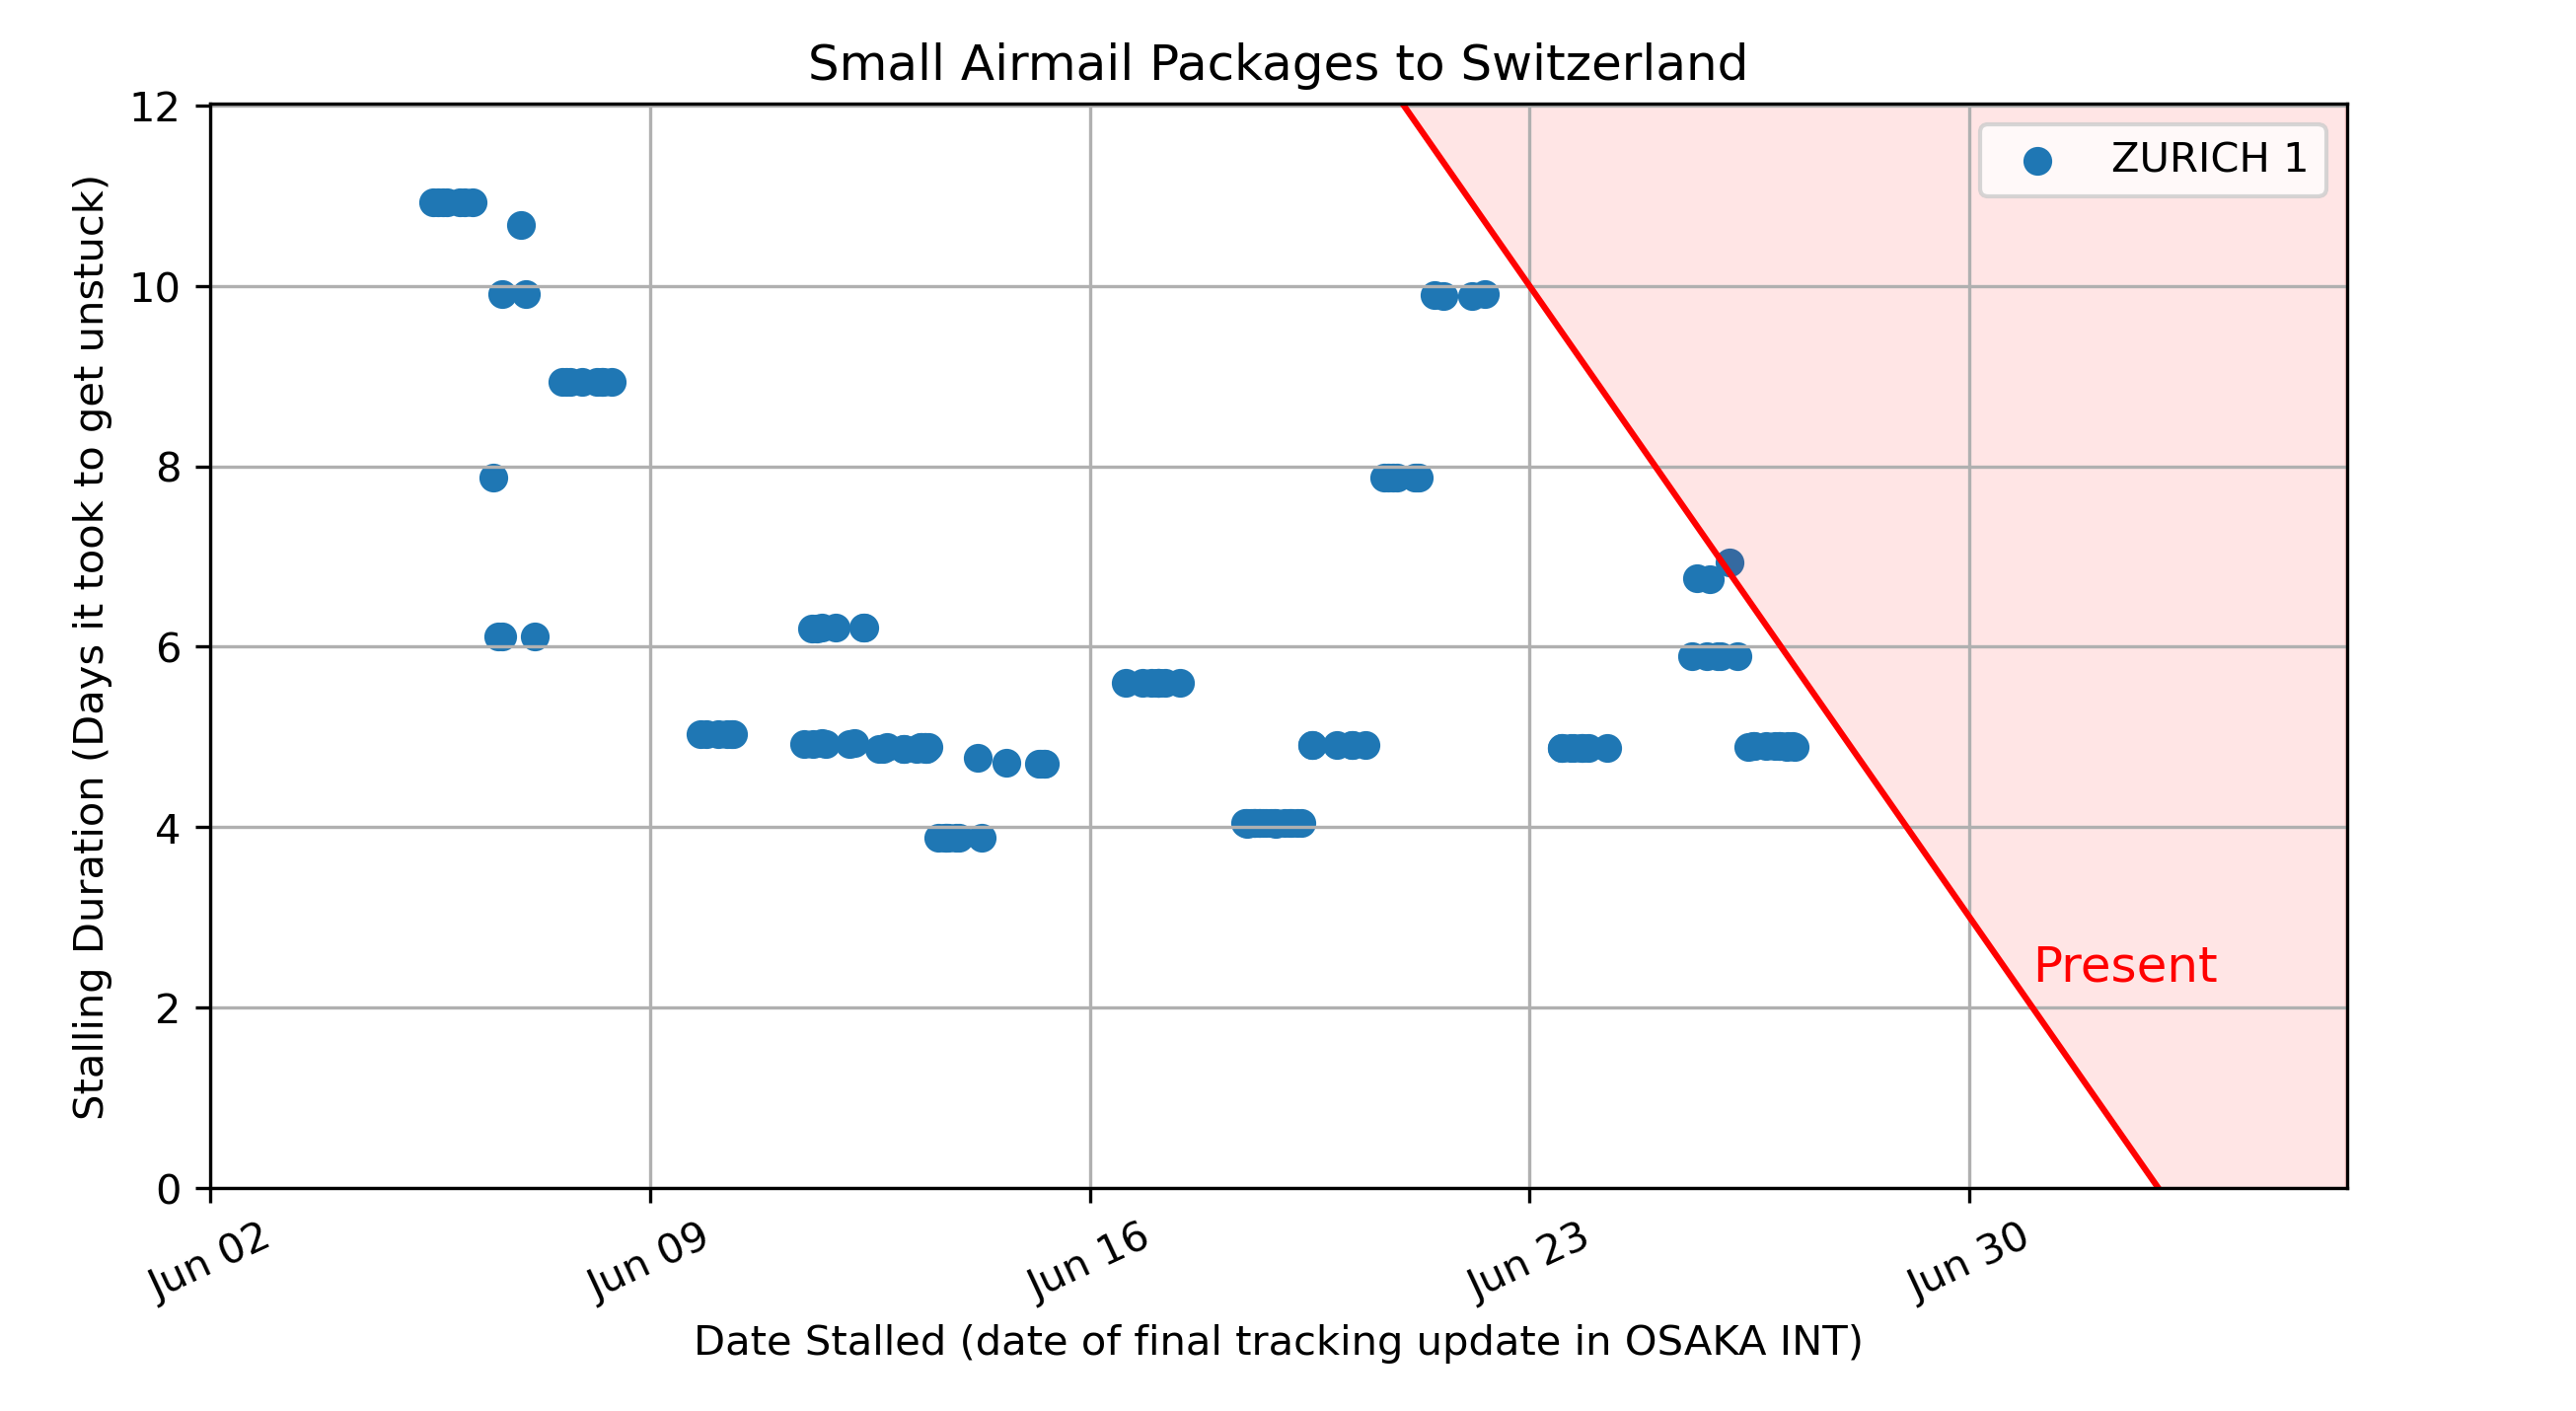 Small Airmail Packages to Switzerland
Stalling Duration (Days it took to get unstuck)
12
10
8
6
4
2
0
ZURICH 1
Present
Jun 02
Jun 09
Jun 16
Jun 23
Jun 30
Date Stalled (date of final tracking update in OSAKA INT)